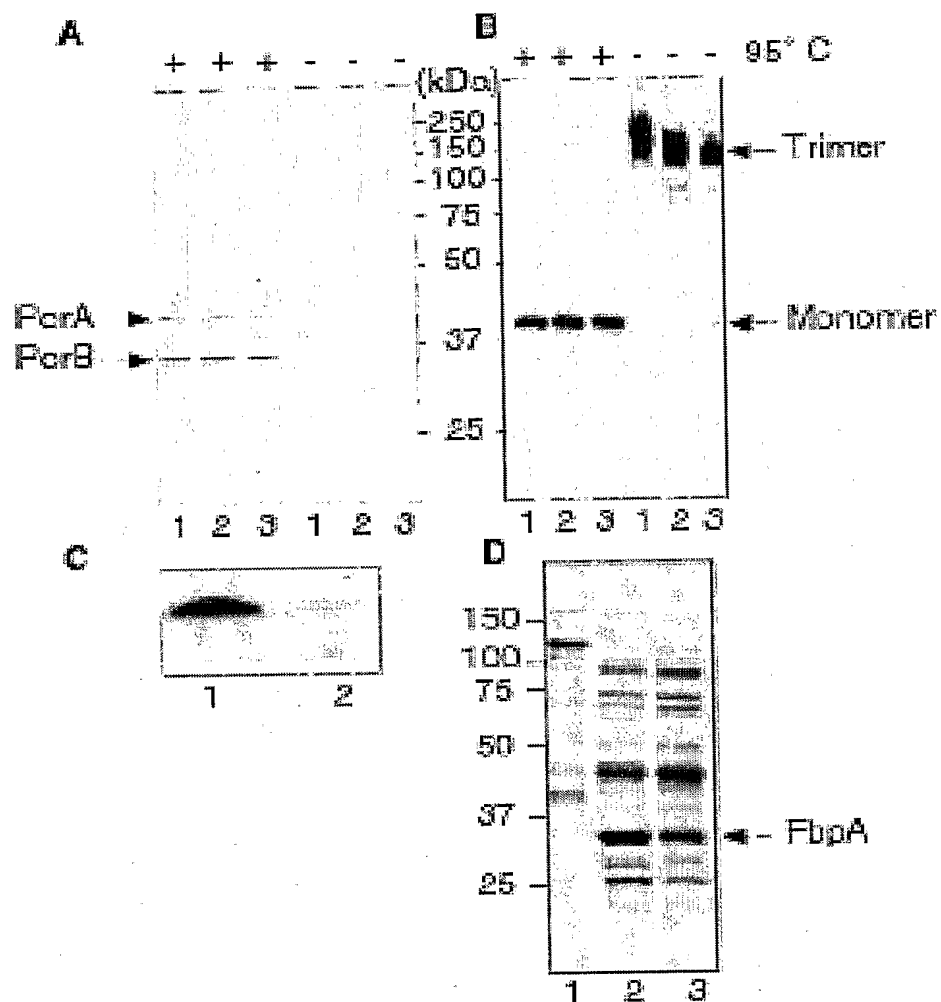 A
B
+ + + - - -
+ + + - - - 95° C
(kDa)
250
150
100
75
50
37
25
Trimer
Monomer
PorA
PorB
1 2 3 1 2 3
1 2 3 1 2 3
C
D
1 2
150
100
75
50
37
25
FbpA
1 2 3